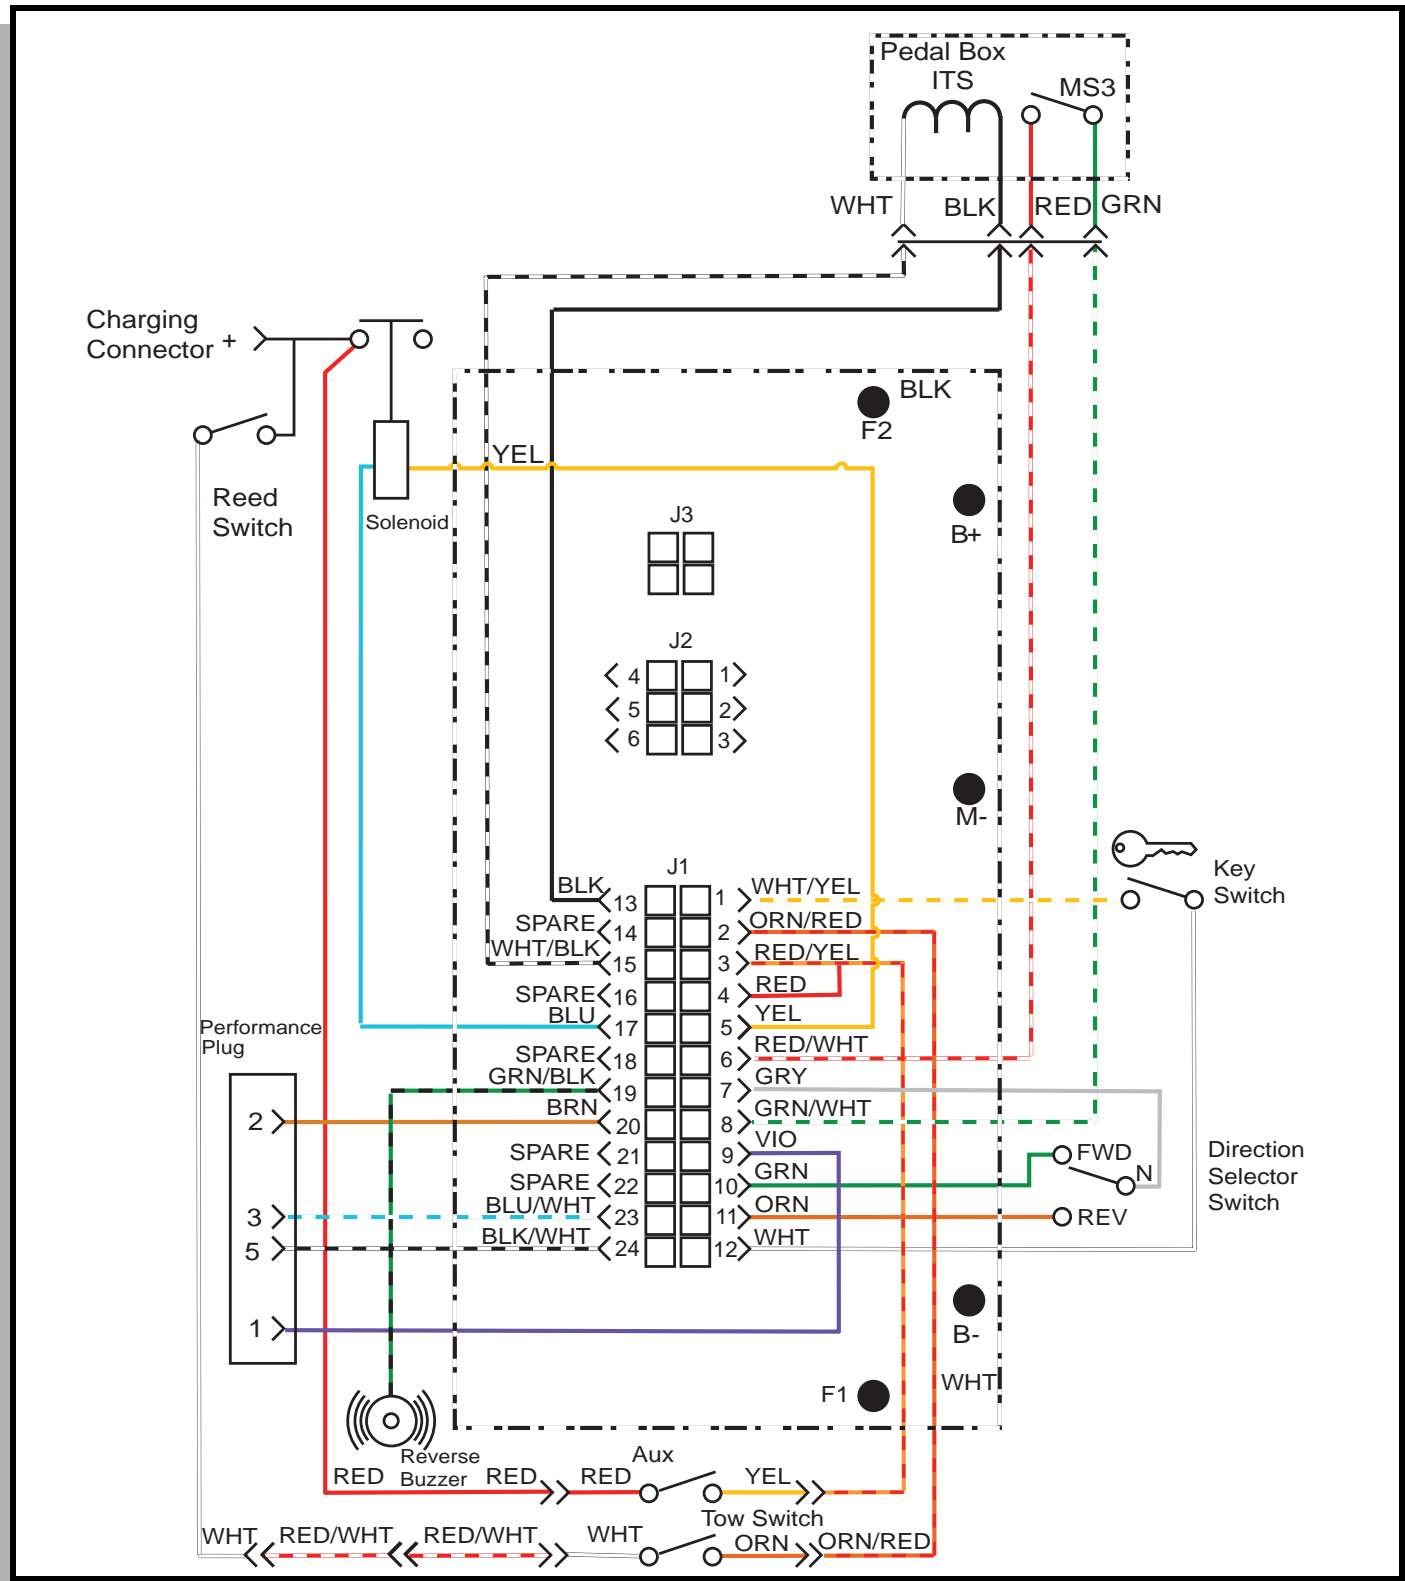 Pedal Box
ITS
MS3
WHT
BLK
RED
GRN
Charging
Connector +
Reed
Switch
Solenoid
YEL
BLK
F2
B+
J3
J2
4
1
5
2
6
3
M-
Key
Switch
J1
BLK
13
1
WHT/YEL
SPARE
14
2
ORN/RED
WHT/BLK
15
3
RED/YEL
SPARE
16
4
RED
BLU
17
5
YEL
SPARE
18
6
RED/WHT
GRN/BLK
19
7
GRY
BRN
20
8
GRN/WHT
SPARE
21
9
VIO
SPARE
22
10
GRN
BLU/WHT
23
11
ORN
BLK/WHT
24
12
WHT
Performance
Plug
2
3
5
1
FWD
N
REV
Direction
Selector
Switch
B-
WHT
F1
Reverse
Buzzer
Aux
RED
RED
RED
YEL
Tow Switch
WHT
RED/WHT
RED/WHT
WHT
ORN
ORN/RED